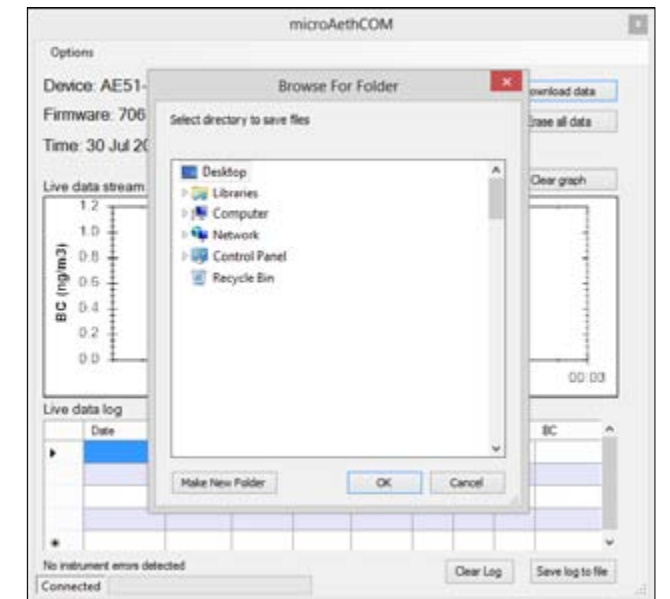 microAethCOM
Options
Device: AE51-
Firmware: 706
Time: 30 Jul 20
Browse For Folder
Select directory to save files
Desktop
Libraries
Computer
Network
Control Panel
Recycle Bin
Make New Folder
OK
Cancel
ownload data
Erase all data
Clear graph
Live data stream
BC (ng/m3)
1.2
1.0
0.8
0.6
0.4
0.2
0.0
00:03
Live data log
Date
BC
No instrument errors detected
Clear Log
Save log to file
Connected